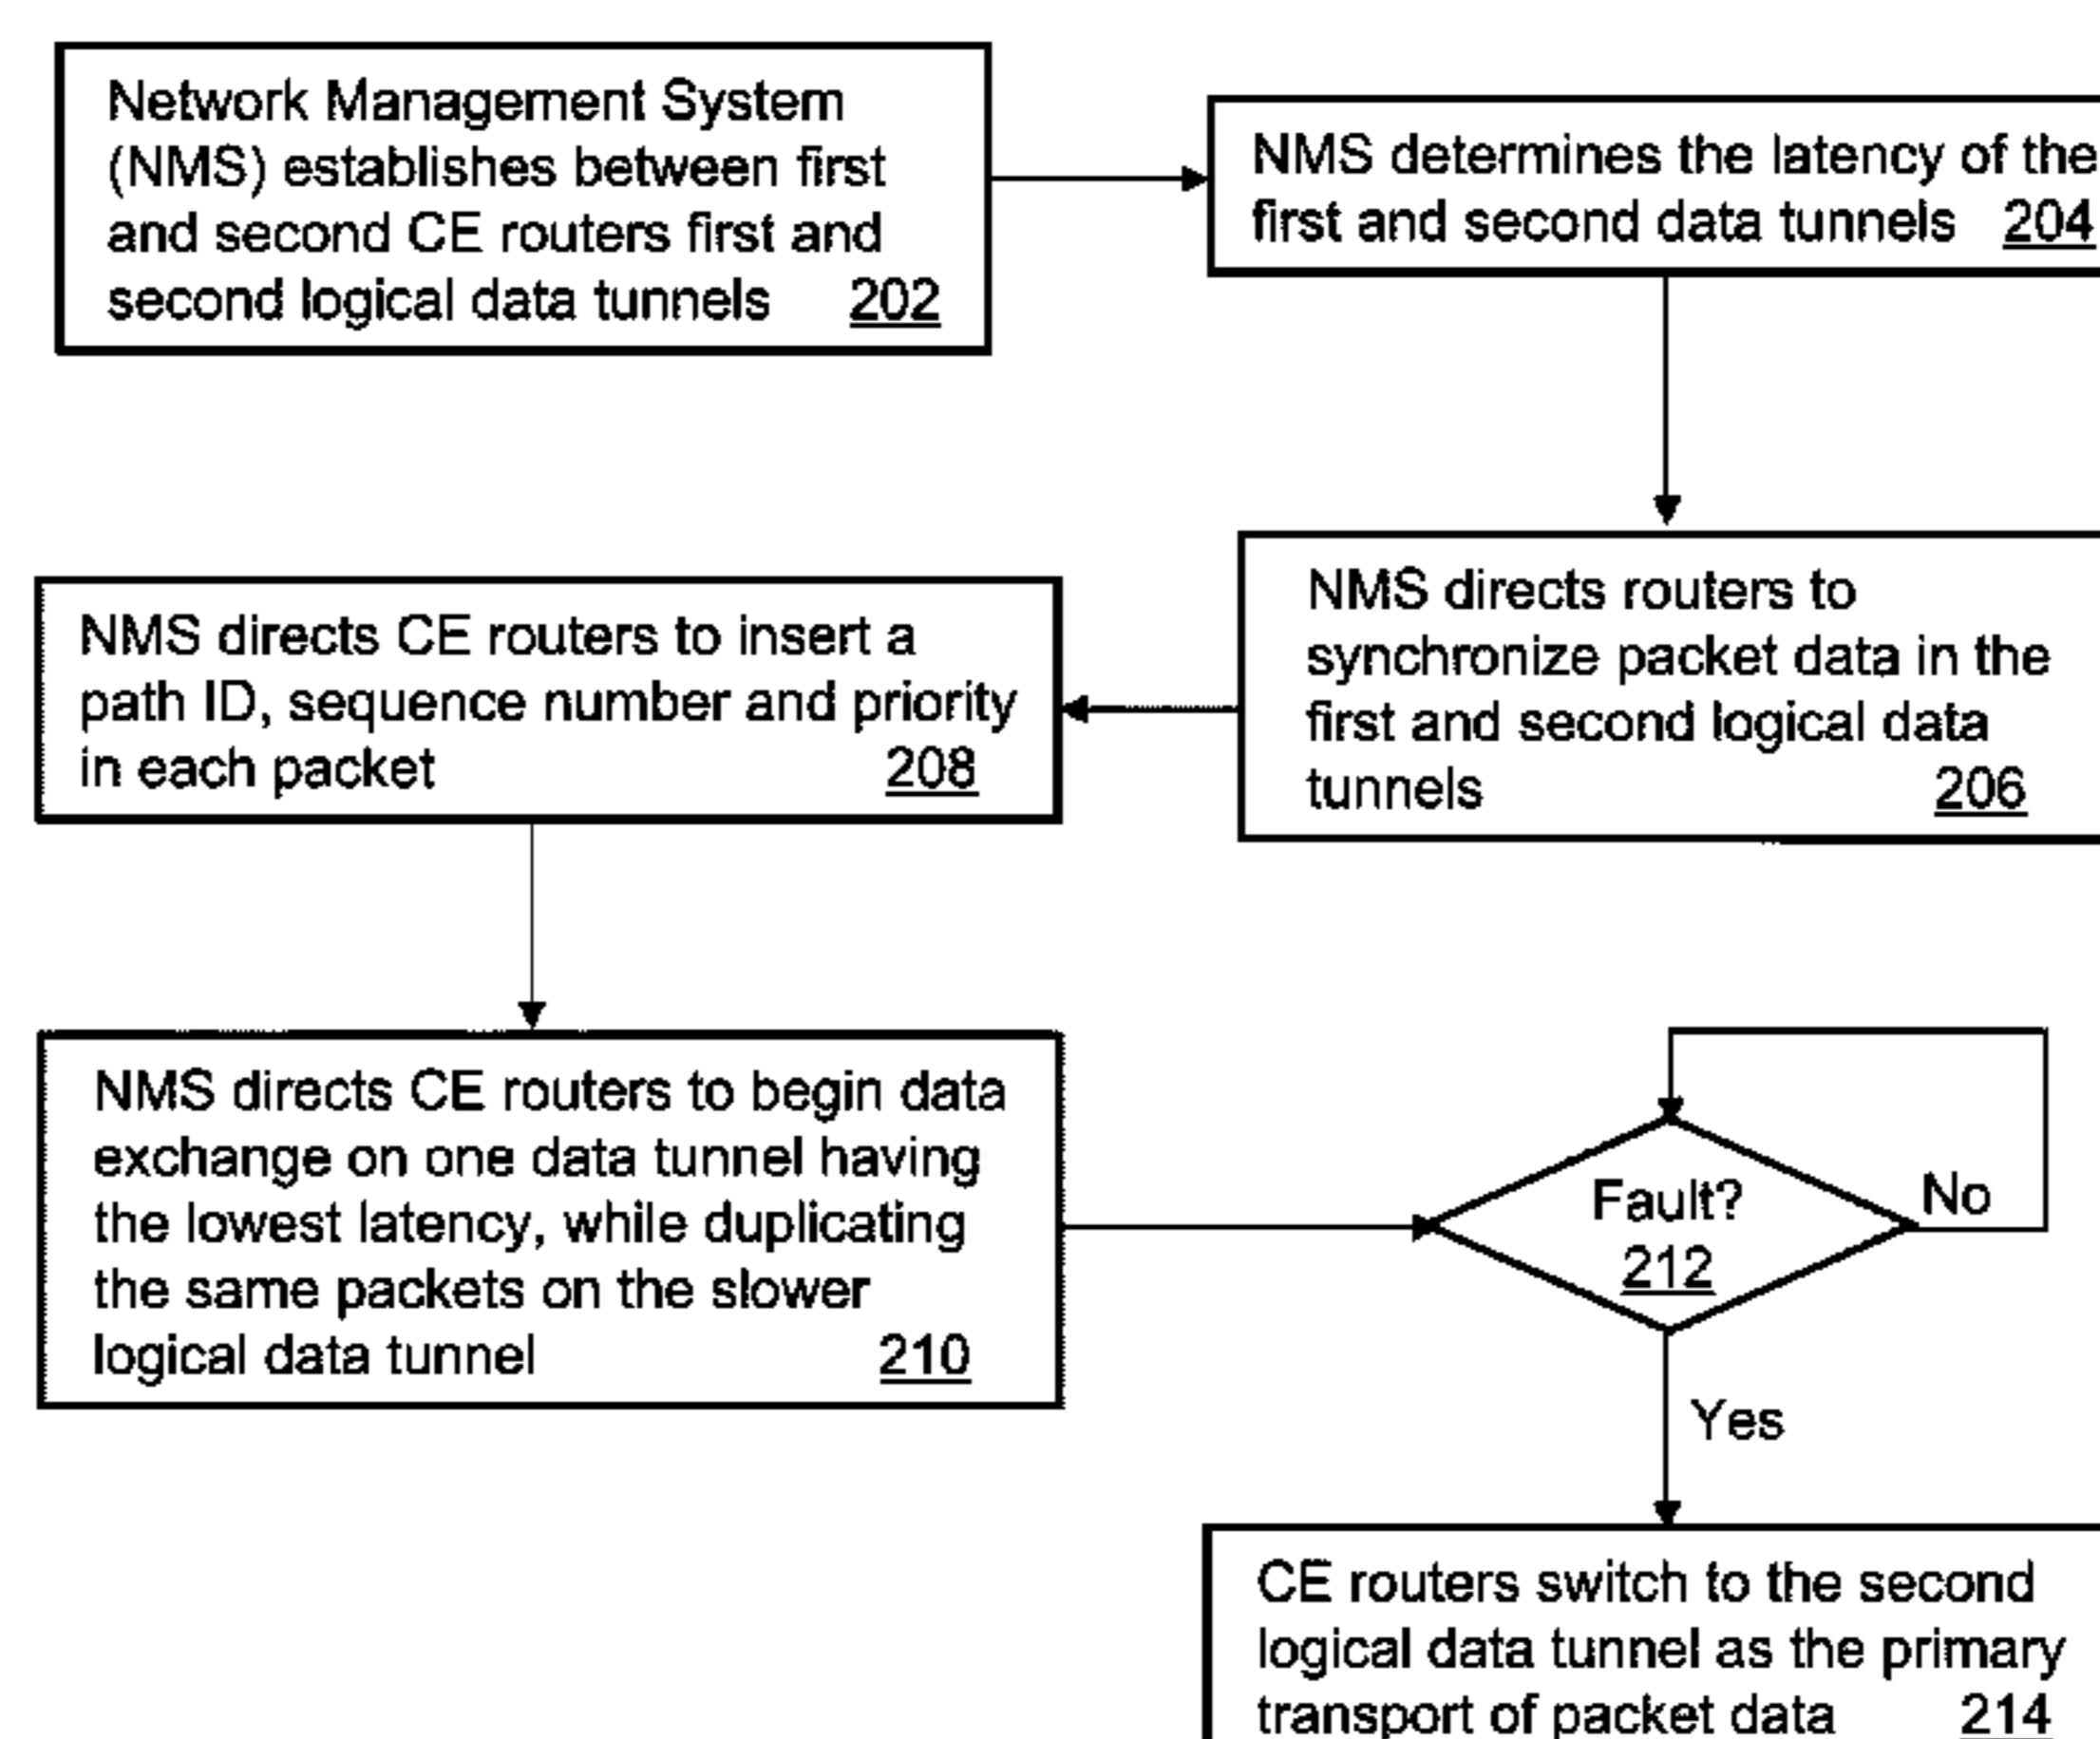 Network Management System
(NMS) establishes between first
and second CE routers first and
second logical data tunnels 202
NMS determines the latency of the
first and second data tunnels 204
NMS directs routers to
synchronize packet data in the
first and second logical data
tunnels 206
NMS directs CE routers to insert a
path ID, sequence number and priority
in each packet 208
NMS directs CE routers to begin data
exchange on one data tunnel having
the lowest latency, while duplicating
the same packets on the slower
logical data tunnel 210
Fault?
212
No
Yes
CE routers switch to the second
logical data tunnel as the primary
transport of packet data 214